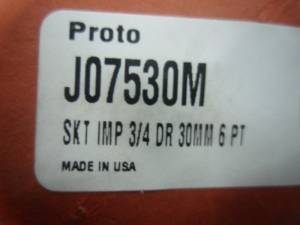 Proto
J07530M
SKT IMP 3/4 DR 30MM 6 PT
MADE IN USA